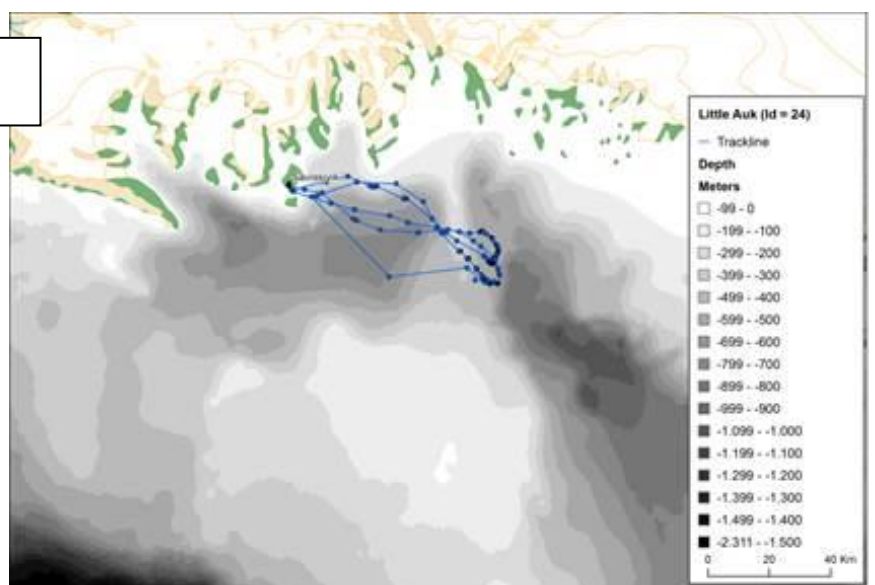 Little Auk (Id = 24)
Trackline
Depth
Meters
-99 - 0
-199 - -100
-299 - -200
-399 - -300
-499 - -400
-599 - -500
-699 - -600
-799 - -700
-899 - -800
-999 - -900
-1.099 - -1.000
-1.199 - -1.100
-1.299 - -1.200
-1.399 - -1.300
-1.499 - -1.400
-2.311 - -1.500
0 20 40 Km